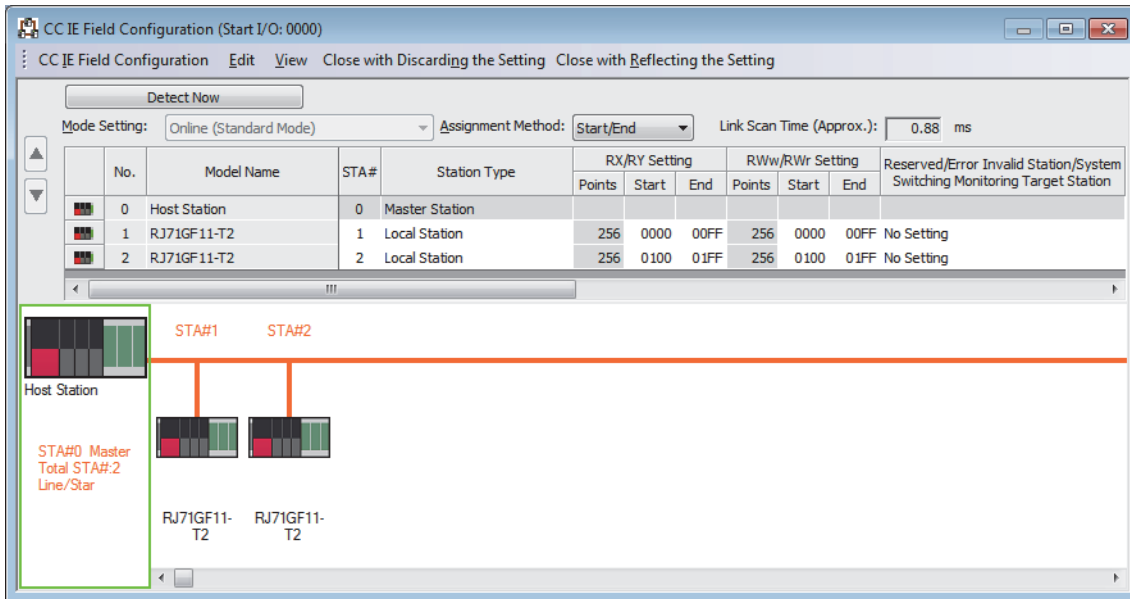 CC IE Field Configuration (Start I/O: 0000)
CC IE Field Configuration Edit View Close with Discarding the Setting Close with Reflecting the Setting
Detect Now
Mode Setting: Online (Standard Mode) Assignment Method: Start/End Link Scan Time (Approx.): 0.88 ms
No. Model Name STA# Station Type RX/RY Setting RWw/RWr Setting Reserved/Error Invalid Station/System
Switching Monitoring Target Station
Points Start End Points Start End
0 Host Station 0 Master Station
1 RJ71GF11-T2 1 Local Station 256 0000 00FF 256 0000 00FF No Setting
2 RJ71GF11-T2 2 Local Station 256 0100 01FF 256 0100 01FF No Setting
STA#1 STA#2
Host Station
STA#0 Master
Total STA#:2
Line/Star
RJ71GF11-
T2
RJ71GF11-
T2